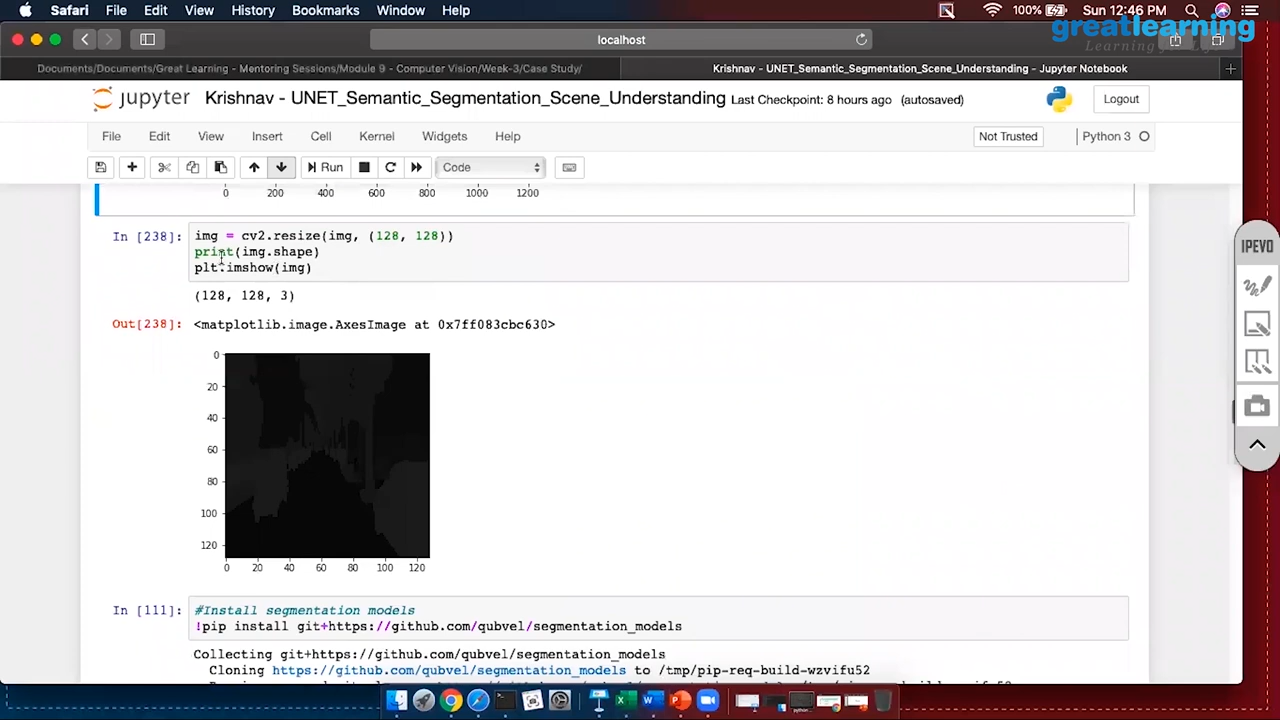 Safari File Edit View History Bookmarks Window Help 100% Sun 12:46 PM
greatlearning
Learning for Life
localhost
Documents/Documents/Great Learning - Mentoring Sessions/Module 9 - Computer Vision/Week-3/Case Study/ Krishnav - UNET_Semantic_Segmentation_Scene_Understanding - Jupyter Notebook
jupyter Krishnav - UNET_Semantic_Segmentation_Scene_Understanding Last Checkpoint: 8 hours ago (autosaved) Logout
File Edit View Insert Cell Kernel Widgets Help Not Trusted Python 3
Run Code
0 200 400 600 800 1000 1200
In [238]: img = cv2.resize(img, (128, 128))
print(img.shape)
plt.imshow(img)
(128, 128, 3)
Out[238]: <matplotlib.image.AxesImage at 0x7ff083cbc630>
0
20
40
60
80
100
120
0 20 40 60 80 100 120
In [111]: #Install segmentation models
!pip install git+https://github.com/qubvel/segmentation_models
Collecting git+https://github.com/qubvel/segmentation_models
Cloning https://github.com/qubvel/segmentation_models to /tmp/pip-req-build-wzvifu52
IPEVO